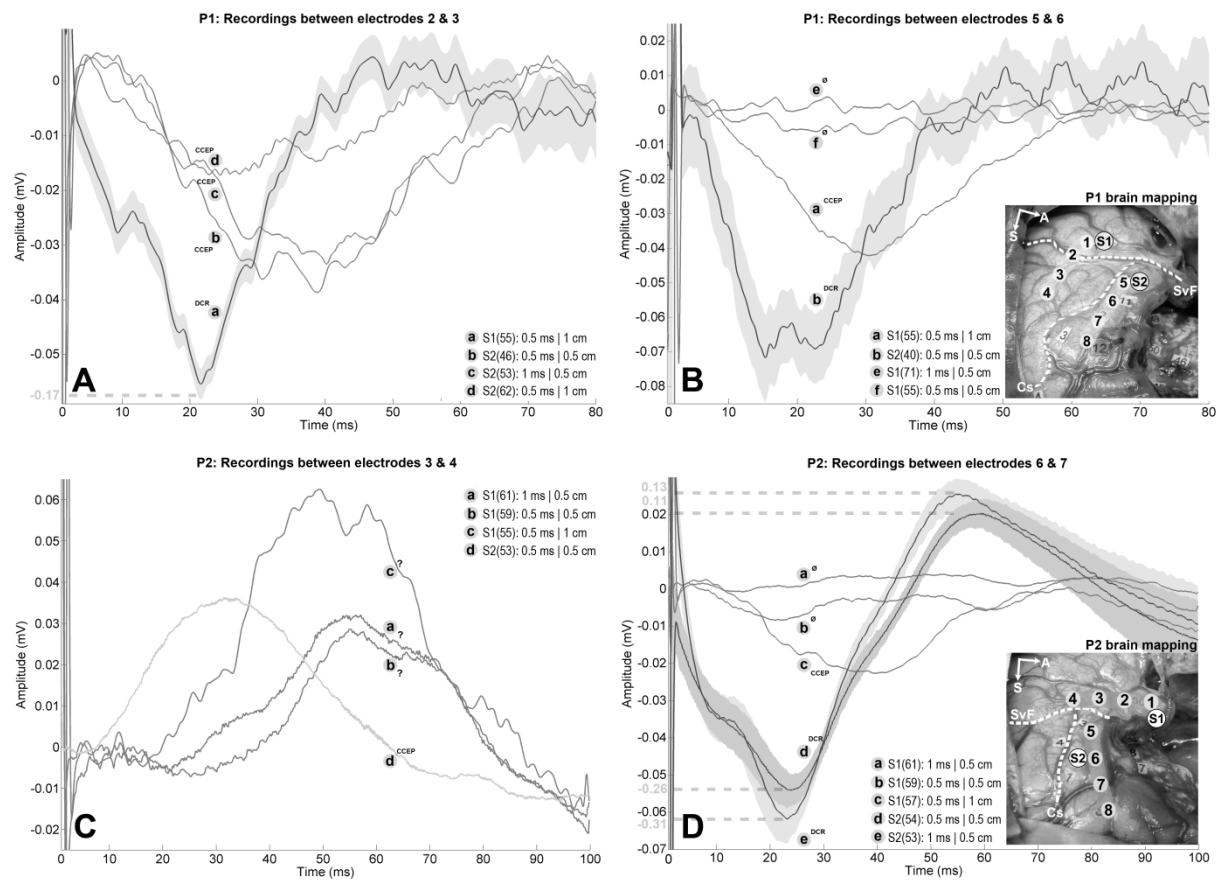 P1: Recordings between electrodes 2 & 3
Amplitude (mV)
0
-0.01
-0.02
-0.03
-0.04
-0.05
-0.17
CCEP
d
CCEP
c
b
CCEP
DCR
a
a S1(55): 0.5 ms | 1 cm
b S2(46): 0.5 ms | 0.5 cm
c S2(53): 1 ms | 0.5 cm
d S2(62): 0.5 ms | 1 cm
A
0 10 20 30 40 50 60 70 80
Time (ms)
P1: Recordings between electrodes 5 & 6
Amplitude (mV)
0.02
0.01
0
-0.01
-0.02
-0.03
-0.04
-0.05
-0.06
-0.07
-0.08
e ø
f ø
a CCEP
b DCR
a S1(55): 0.5 ms | 1 cm
b S2(40): 0.5 ms | 0.5 cm
e S1(71): 1 ms | 0.5 cm
f S1(55): 0.5 ms | 0.5 cm
B
P1 brain mapping
S A
1 S1
2
3
4
5 S2
6 11
7
3
8 12
SvF
Cs
0 10 20 30 40 50 60 70 80
Time (ms)
P2: Recordings between electrodes 3 & 4
Amplitude (mV)
0.06
0.05
0.04
0.03
0.02
0.01
0
-0.01
-0.02
a S1(61): 1 ms | 0.5 cm
b S1(59): 0.5 ms | 0.5 cm
c S1(55): 0.5 ms | 1 cm
d S2(53): 0.5 ms | 0.5 cm
c ?
a ?
b ?
d CCEP
C
0 10 20 30 40 50 60 70 80 90 100
Time (ms)
P2: Recordings between electrodes 6 & 7
Amplitude (mV)
0.13
0.11
0.02
0.01
0
-0.01
-0.02
-0.03
-0.04
-0.05
-0.26
-0.06
-0.31
-0.07
a ø
b ø
c CCEP
d DCR
e DCR
a S1(61): 1 ms | 0.5 cm
b S1(59): 0.5 ms | 0.5 cm
c S1(57): 0.5 ms | 1 cm
d S2(54): 0.5 ms | 0.5 cm
e S2(53): 1 ms | 0.5 cm
D
P2 brain mapping
S A
4 3 2 1
S1
SvF
5
S2 6
7
7
8
Cs
0 10 20 30 40 50 60 70 80 90 100
Time (ms)